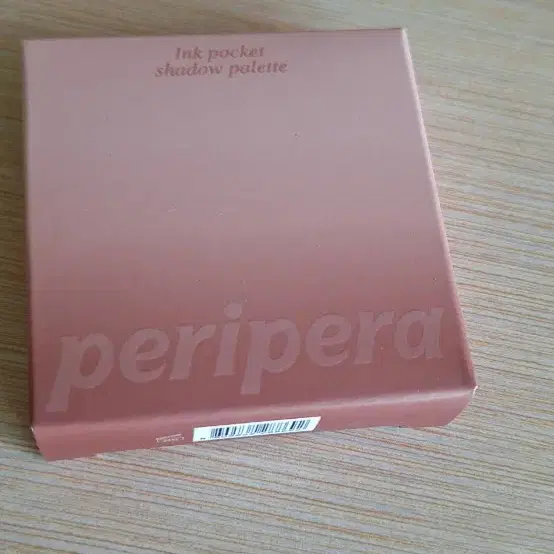 Ink pocket
shadow palette
peripera